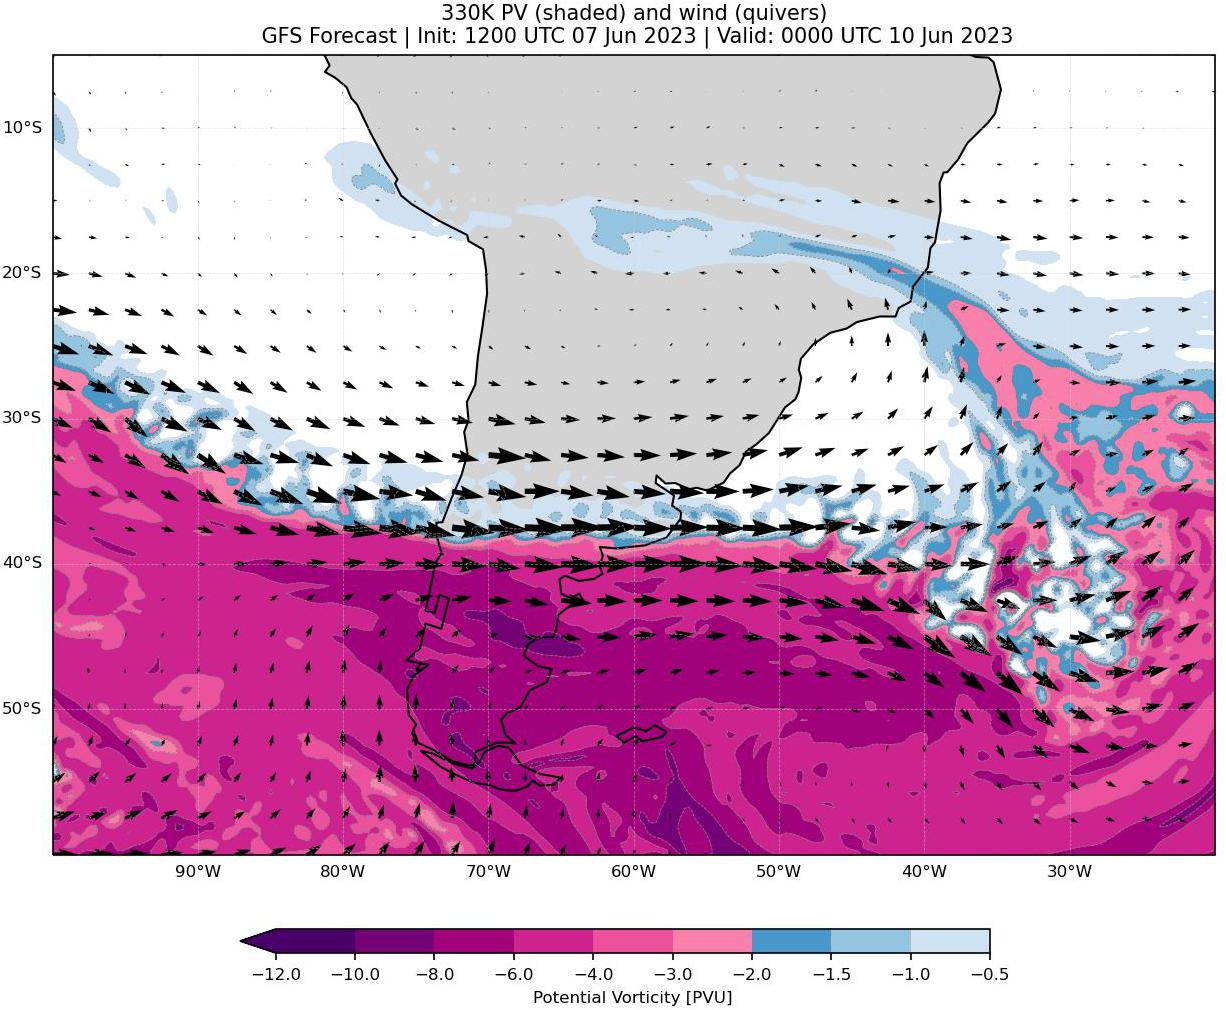 330K PV (shaded) and wind (quivers)
GFS Forecast | Init: 1200 UTC 07 Jun 2023 | Valid: 0000 UTC 10 Jun 2023
10°S
20°S
30°S
40°S
50°S
90°W 80°W 70°W 60°W 50°W 40°W 30°W
−12.0 −10.0 −8.0 −6.0 −4.0 −3.0 −2.0 −1.5 −1.0 −0.5
Potential Vorticity [PVU]